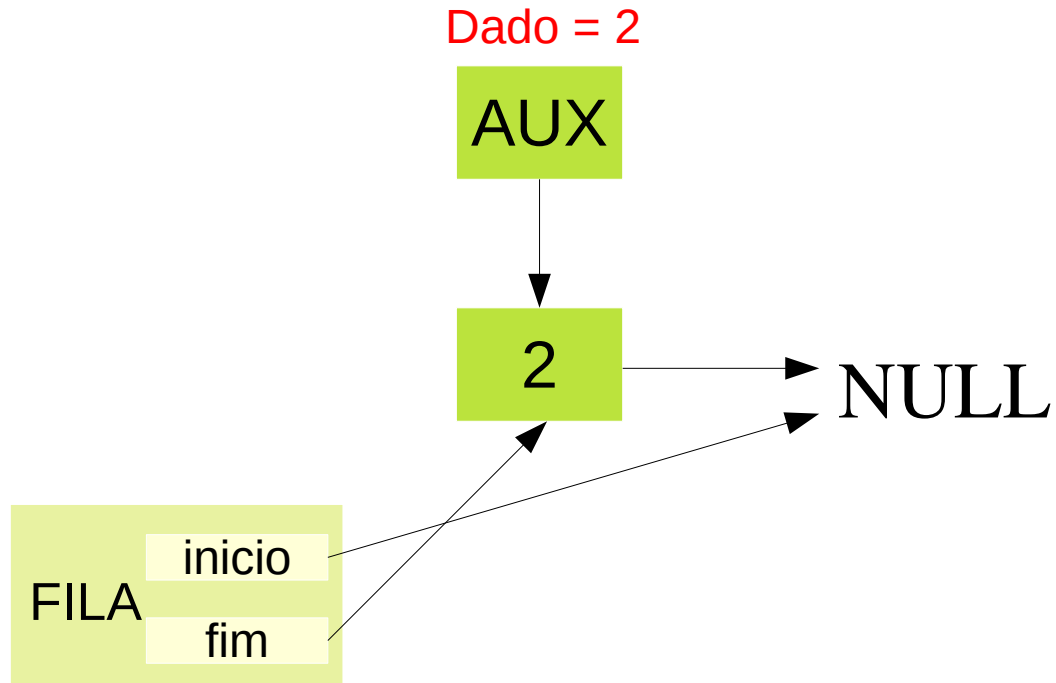 Dado = 2
AUX
2
NULL
inicio
FILA
fim